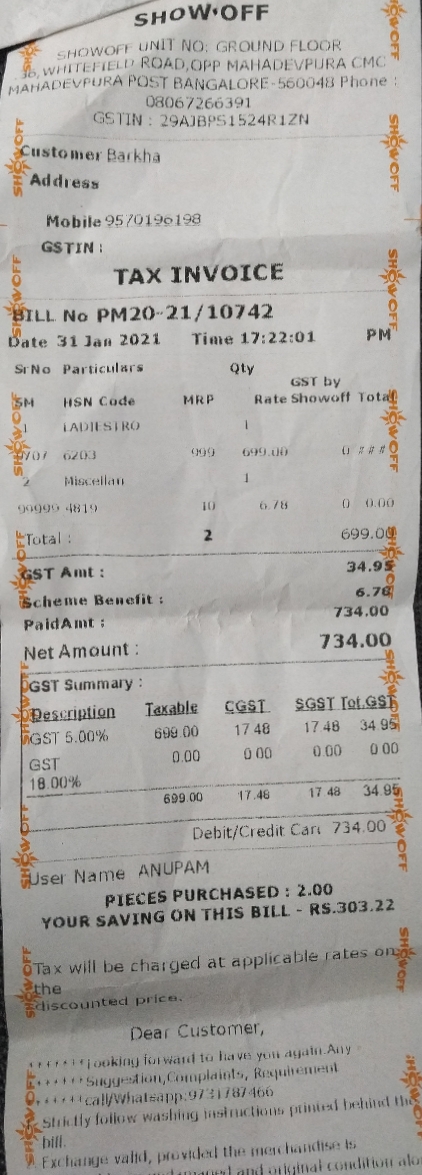 SHOW•OFF
SHOWOFF UNIT NO: GROUND FLOOR
36, WHITEFIELD ROAD,OPP MAHADEVPURA CMC
MAHADEVPURA POST BANGALORE-560048 Phone :
08067266391
GSTIN : 29AJBPS1524R1ZN
Customer Barkha
Address
Mobile 9570196198
GSTIN :
TAX INVOICE
BILL No PM20-21/10742
Date 31 Jan 2021 Time 17:22:01 PM
SrNo Particulars Qty
GST by
SM HSN Code MRP Rate Showoff Total
1 LADIESTRO 1
9707 6203 999 699.00 0 ###
2 Miscellan 1
99999 4819 10 6.78 0 0.00
Total : 2 699.00
GST Amt : 34.95
Scheme Benefit : 6.78
PaidAmt : 734.00
Net Amount : 734.00
GST Summary :
Description Taxable CGST SGST Tot.GST
GST 5.00% 699.00 17.48 17.48 34.95
GST 0.00 0.00 0.00 0.00
18.00%
699.00 17.48 17.48 34.95
Debit/Credit Card 734.00
User Name ANUPAM
PIECES PURCHASED : 2.00
YOUR SAVING ON THIS BILL - RS.303.22
Tax will be charged at applicable rates on
the
discounted price.
Dear Customer,
*******Looking forward to have you again.Any
******Suggestion,Complaints, Requirement
******call/Whatsapp:9731787466
Strictly follow washing instructions printed behind the
bill.
Exchange valid, provided the merchandise is
and original condition